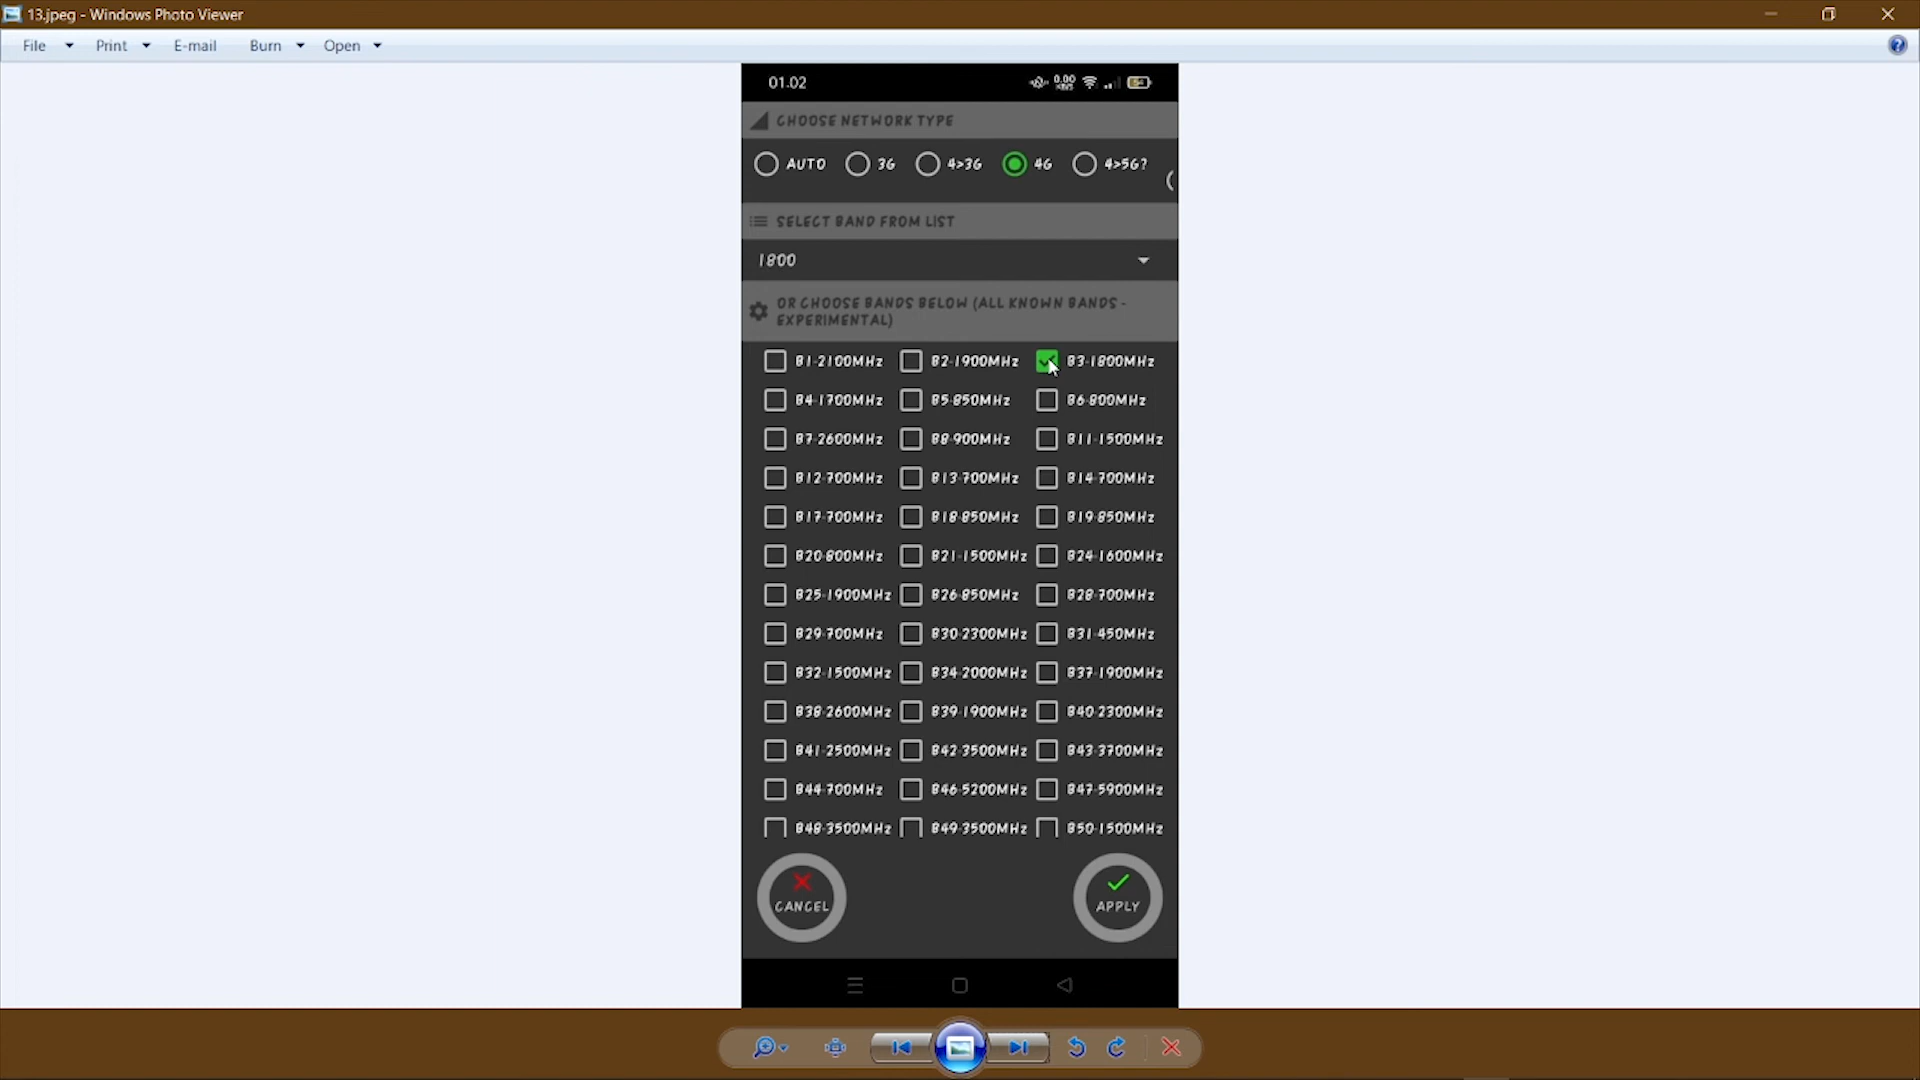 13.jpeg - Windows Photo Viewer
File Print E-mail Burn Open
01.02 0.00 KB/S 54
CHOOSE NETWORK TYPE
AUTO 3G 4>3G 4G 4>5G?
SELECT BAND FROM LIST
1800
OR CHOOSE BANDS BELOW (ALL KNOWN BANDS -
EXPERIMENTAL)
B1-2100MHz B2-1900MHz B3-1800MHz
B4-1700MHz B5-850MHz B6-800MHz
B7-2600MHz B8-900MHz B11-1500MHz
B12-700MHz B13-700MHz B14-700MHz
B17-700MHz B18-850MHz B19-850MHz
B20-800MHz B21-1500MHz B24-1600MHz
B25-1900MHz B26-850MHz B28-700MHz
B29-700MHz B30-2300MHz B31-450MHz
B32-1500MHz B34-2000MHz B37-1900MHz
B38-2600MHz B39-1900MHz B40-2300MHz
B41-2500MHz B42-3500MHz B43-3700MHz
B44-700MHz B46-5200MHz B47-5900MHz
B48-3500MHz B49-3500MHz B50-1500MHz
CANCEL APPLY